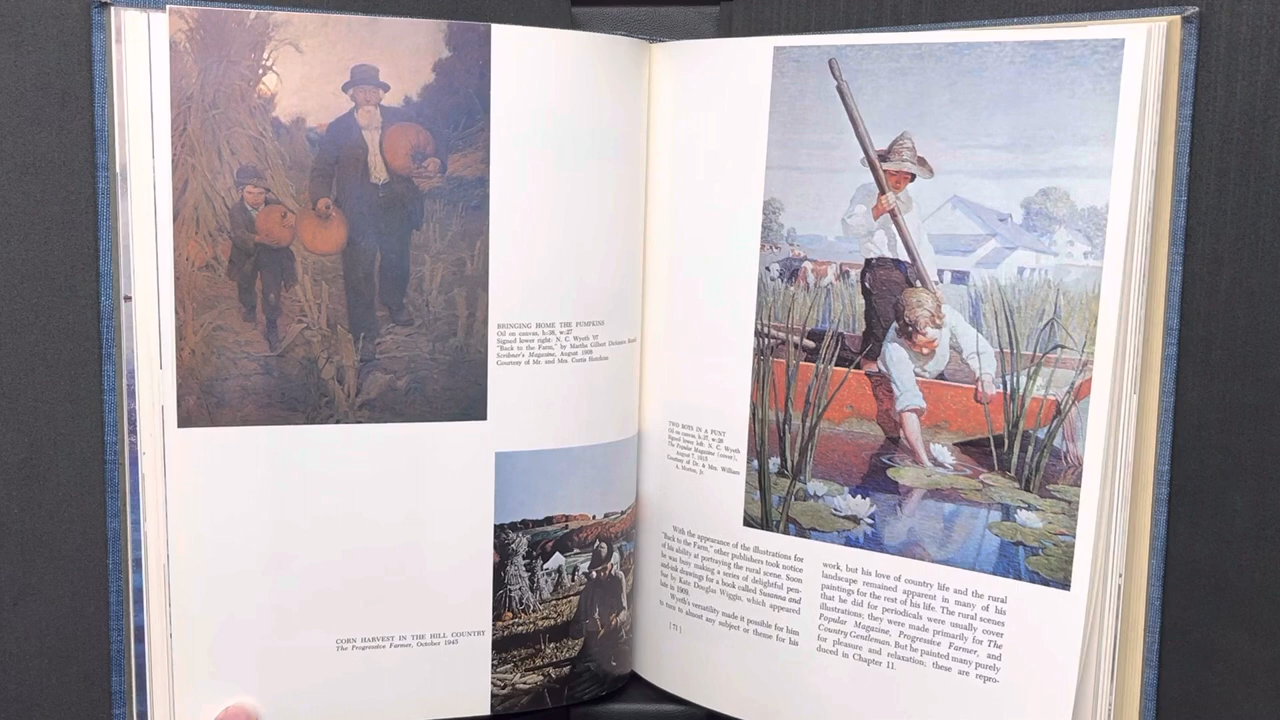 BRINGING HOME THE PUMPKINS
Oil on canvas, h:38, w:27
Signed lower right: N. C. Wyeth '07
"Back to the Farm," by Martha Gilbert Dickinson
Scribner's Magazine, August 1908
Courtesy of Mr. and Mrs. Curtis Hutchins
CORN HARVEST IN THE HILL COUNTRY
The Progressive Farmer, October 1945
TWO BOYS IN A PUNT
Oil on canvas, h:37, w:28
Signed lower left: N. C. Wyeth
The Popular Magazine (cover),
August 7, 1915
Courtesy of Dr. & Mrs. William
A. Morton, Jr.
With the appearance of the illustrations for
"Back to the Farm," other publishers took notice
of his ability at portraying the rural scene. Soon
he was busy making a series of delightful pen-
and-ink drawings for a book called Susanna and
Sue by Kate Douglas Wiggin, which appeared
late in 1909.
Wyeth's versatility made it possible for him
to turn to almost any subject or theme for his
[ 73 ]
work, but his love of country life and the rural
landscape remained apparent in many of his
paintings for the rest of his life. The rural scenes
that he did for periodicals were usually cover
illustrations; they were made primarily for The
Popular Magazine, Progressive Farmer, and
Country Gentleman. But he painted many purely
for pleasure and relaxation; these are repro-
duced in Chapter II.